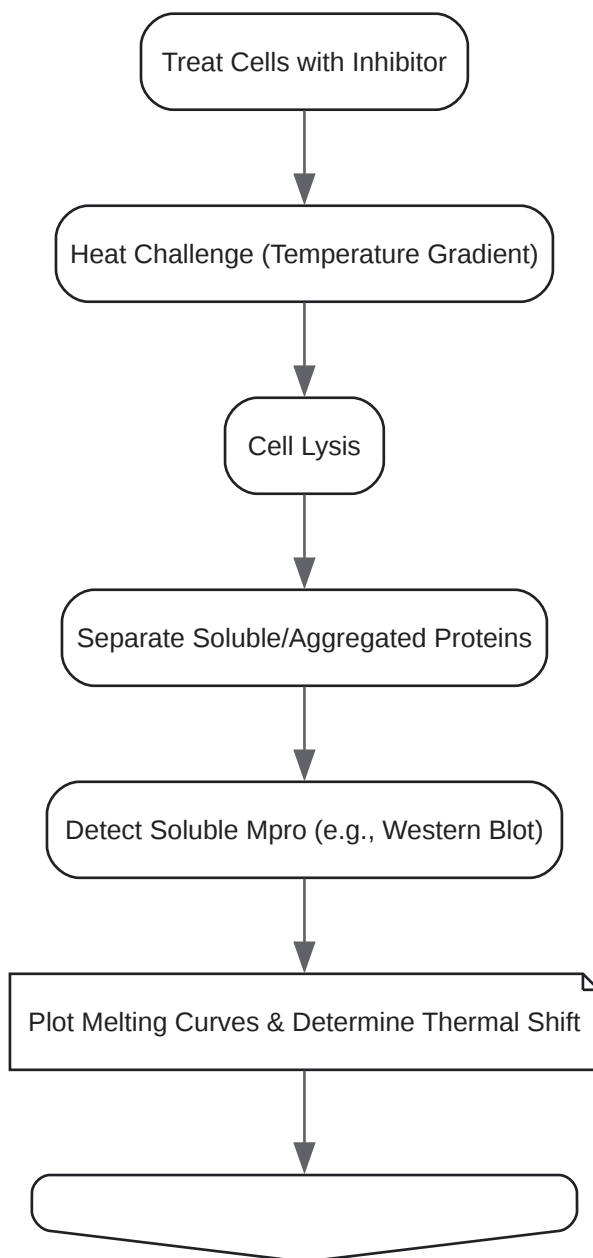 Treat Cells with Inhibitor
Heat Challenge (Temperature Gradient)
Cell Lysis
Separate Soluble/Aggregated Proteins
Detect Soluble Mpro (e.g., Western Blot)
Plot Melting Curves & Determine Thermal Shift